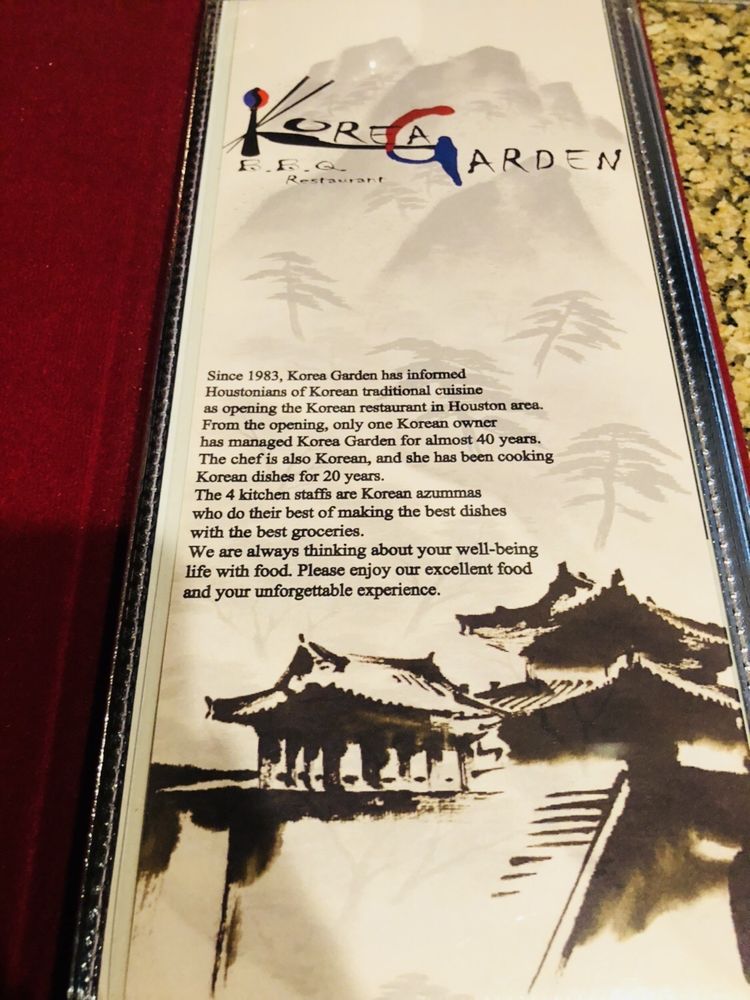 KOREA GARDEN
B.B.Q
Restaurant
Since 1983, Korea Garden has informed
Houstonians of Korean traditional cuisine
as opening the Korean restaurant in Houston area.
From the opening, only one Korean owner
has managed Korea Garden for almost 40 years.
The chef is also Korean, and she has been cooking
Korean dishes for 20 years.
The 4 kitchen staffs are Korean azummas
who do their best of making the best dishes
with the best groceries.
We are always thinking about your well-being
life with food. Please enjoy our excellent food
and your unforgettable experience.